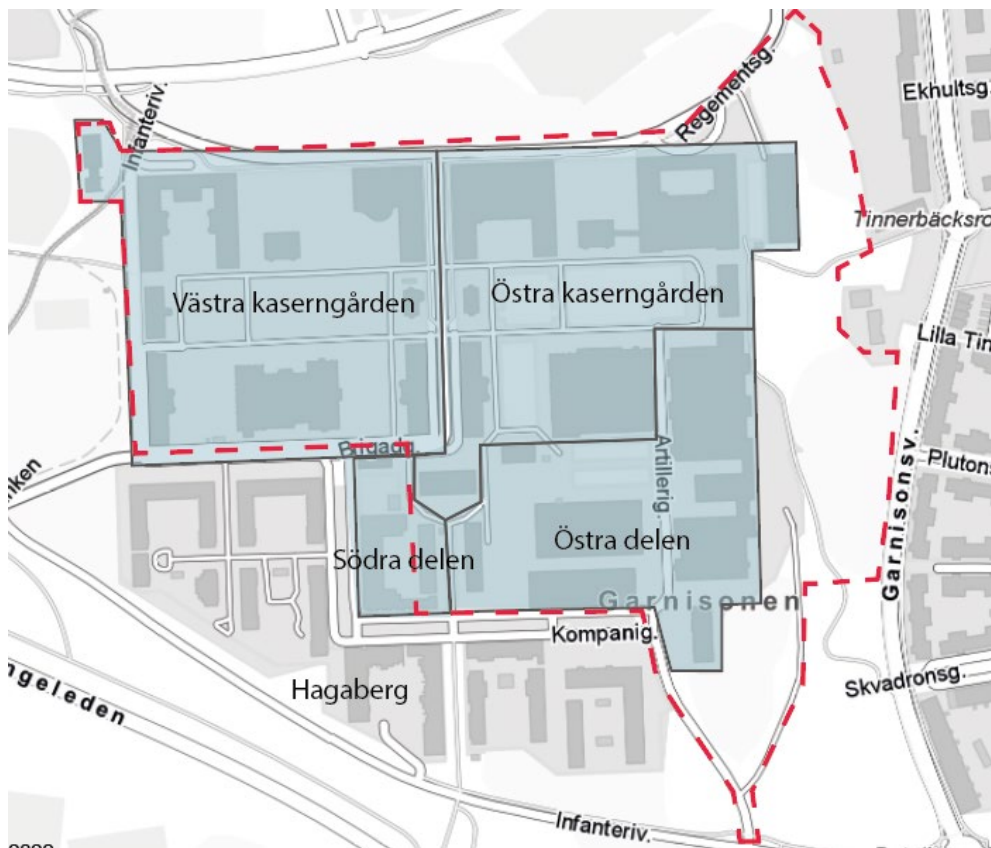 Infanteriv.
Regementsg.
Ekhultsg.
Tinnerbäcksro
Västra kaserngården
Östra kaserngården
Lilla Tin
Brigadg.
Artillerig.
Garnisonsv.
Pluton
Södra delen
Östra delen
Garnisonen
Kompanig.
Hagaberg
ngeleden
Skvadronsg.
Infanteriv.